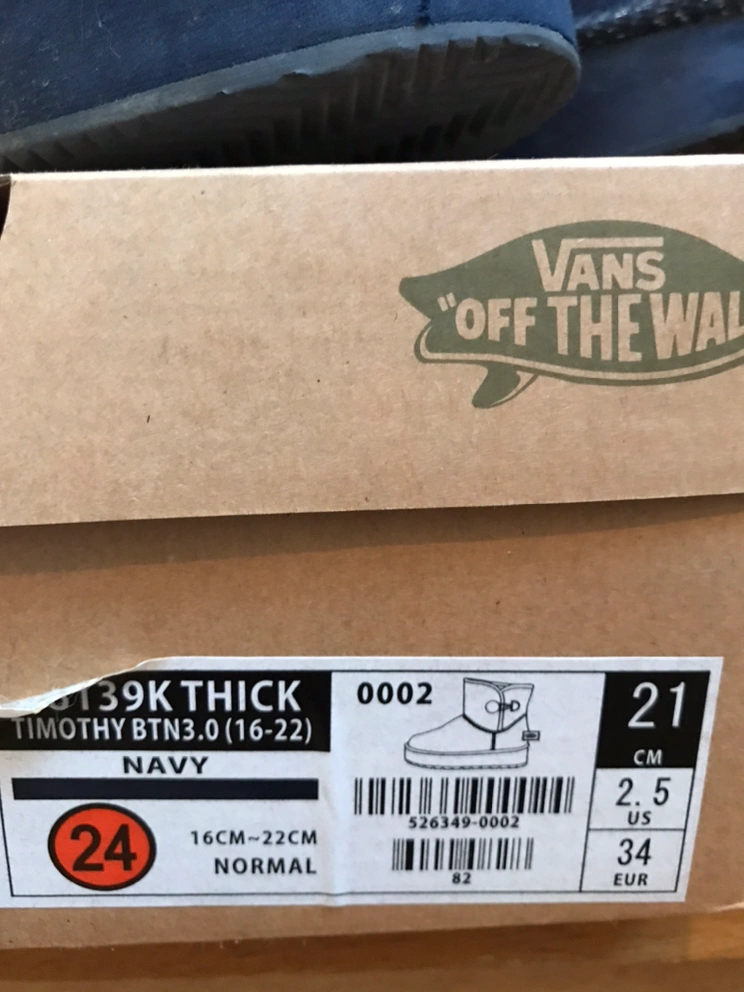 VANS
"OFF THE WAL
139K THICK
TIMOTHY BTN3.0 (16-22)
NAVY
24
16CM~22CM
NORMAL
0002
526349-0002
82
21
CM
2.5
US
34
EUR